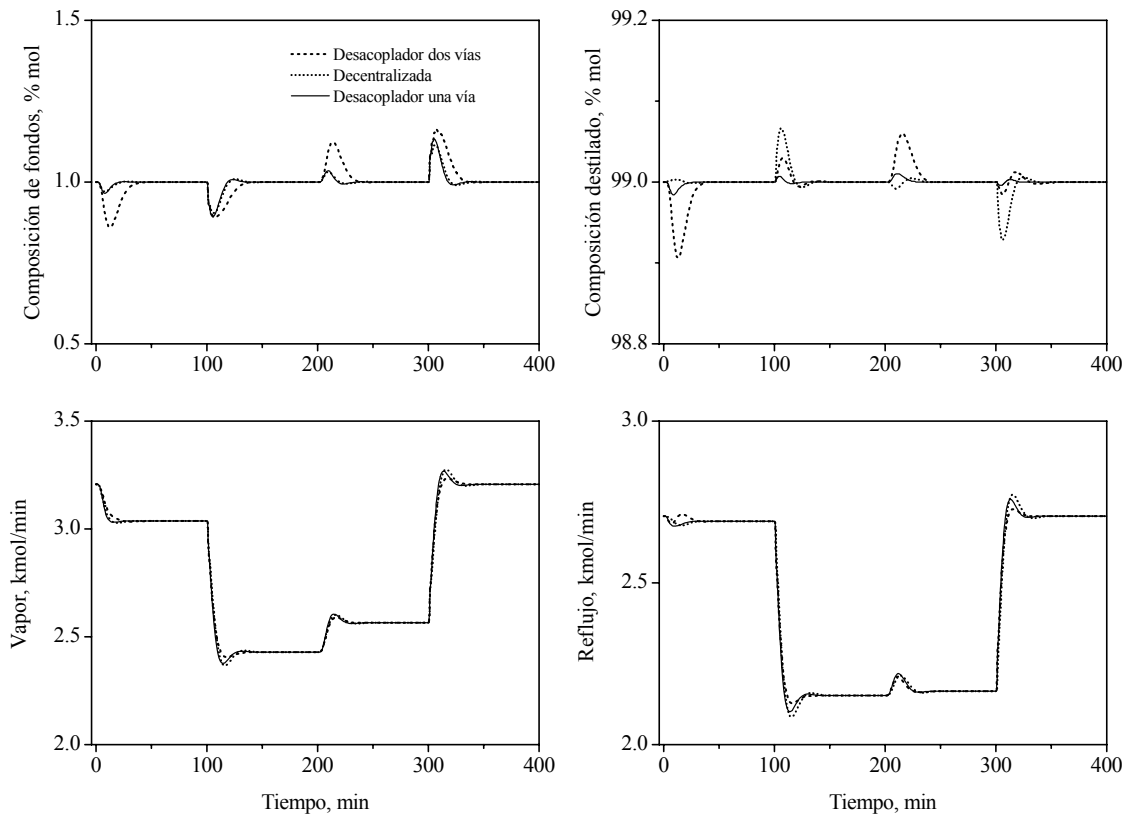 1.5
1.0
0.5
Composición de fondos, % mol
Desacoplador dos vías
Decentralizada
Desacoplador una vía
0 100 200 300 400
99.2
99.0
98.8
Composición destilado, % mol
0 100 200 300 400
3.5
3.0
2.5
2.0
Vapor, kmol/min
0 100 200 300 400
Tiempo, min
3.0
2.5
2.0
Reflujo, kmol/min
0 100 200 300 400
Tiempo, min